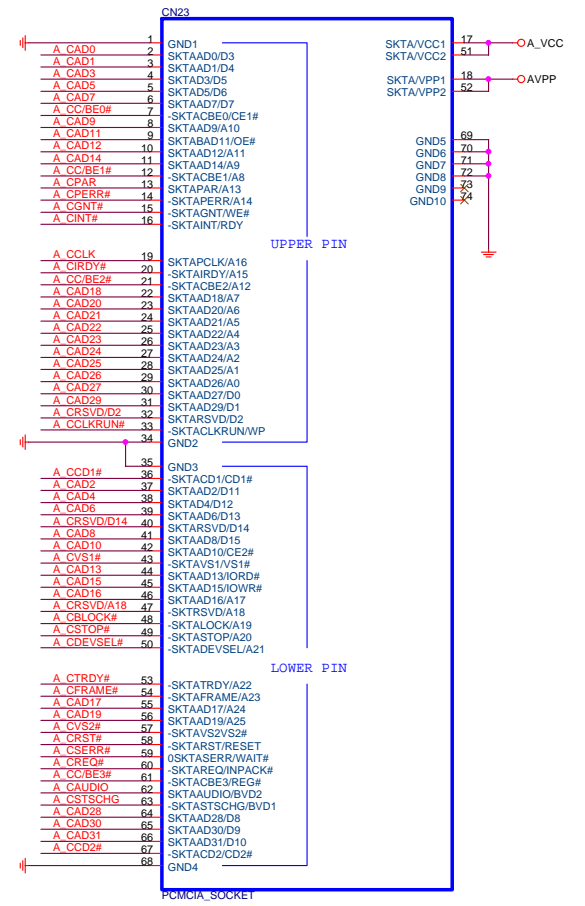 CN23
1 GND1
A_CAD0 2 SKTAAD0/D3
A_CAD1 3 SKTAAD1/D4
A_CAD3 4 SKTAD3/D5
A_CAD5 5 SKTAD5/D6
A_CAD7 6 SKTAAD7/D7
A_CC/BE0# 7 -SKTACBE0/CE1#
A_CAD9 8 SKTAAD9/A10
A_CAD11 9 SKTABAD11/OE#
A_CAD12 10 SKTAAD12/A11
A_CAD14 11 SKTAAD14/A9
A_CC/BE1# 12 -SKTACBE1/A8
A_CPAR 13 SKTAPAR/A13
A_CPERR# 14 -SKTAPERR/A14
A_CGNT# 15 -SKTAGNT/WE#
A_CINT# 16 -SKTAINT/RDY
UPPER PIN
A_CCLK 19 SKTAPCLK/A16
A_CIRDY# 20 -SKTAIRDY/A15
A_CC/BE2# 21 -SKTACBE2/A12
A_CAD18 22 SKTAAD18/A7
A_CAD20 23 SKTAAD20/A6
A_CAD21 24 SKTAAD21/A5
A_CAD22 25 SKTAAD22/A4
A_CAD23 26 SKTAAD23/A3
A_CAD24 27 SKTAAD24/A2
A_CAD25 28 SKTAAD25/A1
A_CAD26 29 SKTAAD26/A0
A_CAD27 30 SKTAAD27/D0
A_CAD29 31 SKTAAD29/D1
A_CRSVD/D2 32 SKTARSVD/D2
A_CCLKRUN# 33 -SKTACLKRUN/WP
34 GND2
35 GND3
A_CCD1# 36 -SKTACD1/CD1#
A_CAD2 37 SKTAAD2/D11
A_CAD4 38 SKTAD4/D12
A_CAD6 39 SKTAAD6/D13
A_CRSVD/D14 40 SKTARSVD/D14
A_CAD8 41 SKTAAD8/D15
A_CAD10 42 SKTAAD10/CE2#
A_CVS1# 43 -SKTAVS1/VS1#
A_CAD13 44 SKTAAD13/IORD#
A_CAD15 45 SKTAAD15/IOWR#
A_CAD16 46 SKTAAD16/A17
A_CRSVD/A18 47 -SKTRSVD/A18
A_CBLOCK# 48 -SKTALOCK/A19
A_CSTOP# 49 -SKTASTOP/A20
A_CDEVSEL# 50 -SKTADEVSEL/A21
LOWER PIN
A_CTRDY# 53 -SKTATRDY/A22
A_CFRAME# 54 -SKTAFRAME/A23
A_CAD17 55 SKTAAD17/A24
A_CAD19 56 SKTAAD19/A25
A_CVS2# 57 -SKTAVS2VS2#
A_CRST# 58 -SKTARST/RESET
A_CSERR# 59 0SKTASERR/WAIT#
A_CREQ# 60 -SKTAREQ/INPACK#
A_CC/BE3# 61 -SKTACBE3/REG#
A_CAUDIO 62 SKTAAUDIO/BVD2
A_CSTSCHG 63 -SKTASTSCHG/BVD1
A_CAD28 64 SKTAAD28/D8
A_CAD30 65 SKTAAD30/D9
A_CAD31 66 SKTAAD31/D10
A_CCD2# 67 -SKTACD2/CD2#
68 GND4
SKTA/VCC1 17 A_VCC
SKTA/VCC2 51
SKTA/VPP1 18 AVPP
SKTA/VPP2 52
GND5 69
GND6 70
GND7 71
GND8 72
GND9 73
GND10 74
PCMCIA_SOCKET